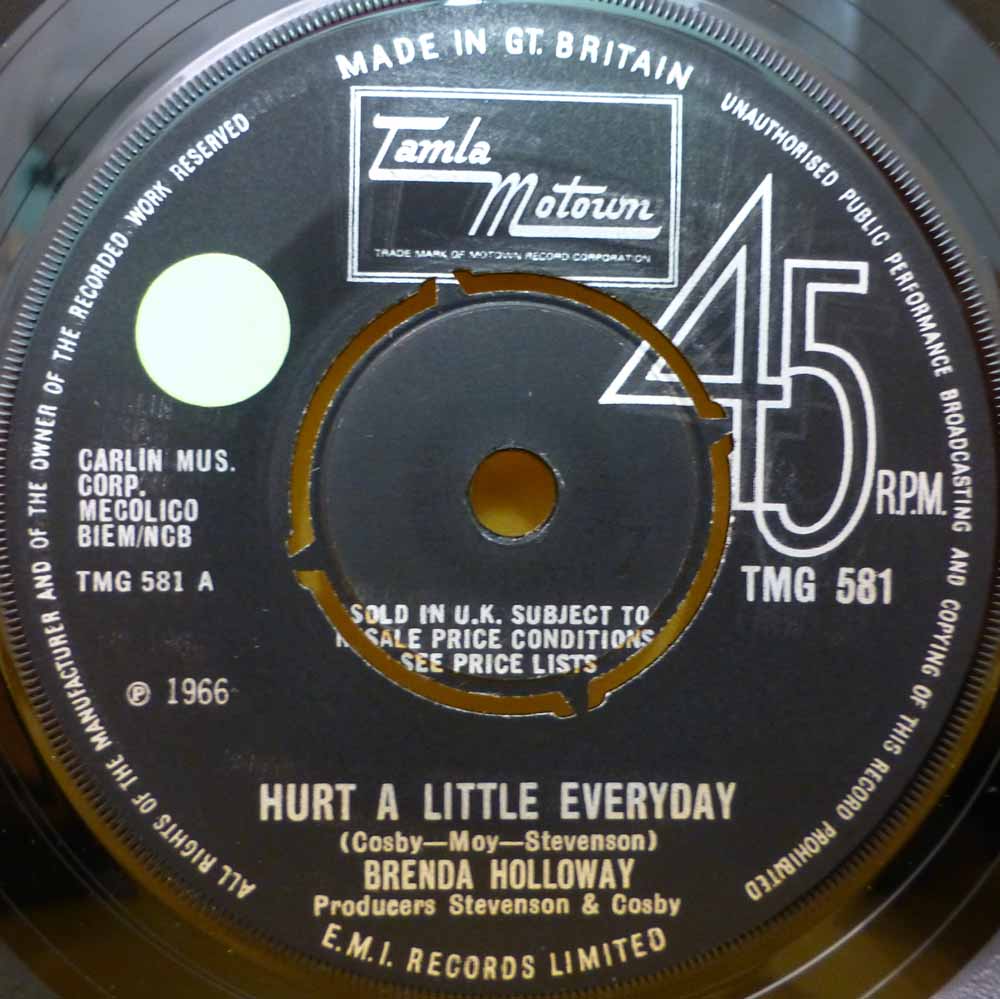 MADE IN GT. BRITAIN
Tamla
Motown
TRADE MARK OF MOTOWN RECORD CORPORATION
45
R.P.M.
TMG 581
CARLIN MUS.
CORP.
MECOLICO
BIEM/NCB
TMG 581 A
℗ 1966
SOLD IN U.K. SUBJECT TO
SALE PRICE CONDITIONS
SEE PRICE LISTS
HURT A LITTLE EVERYDAY
(Cosby—Moy—Stevenson)
BRENDA HOLLOWAY
Producers Stevenson & Cosby
E.M.I. RECORDS LIMITED
ALL RIGHTS OF THE MANUFACTURER AND OF THE OWNER OF THE RECORDED WORK RESERVED
UNAUTHORISED PUBLIC PERFORMANCE BROADCASTING AND COPYING OF THIS RECORD PROHIBITED